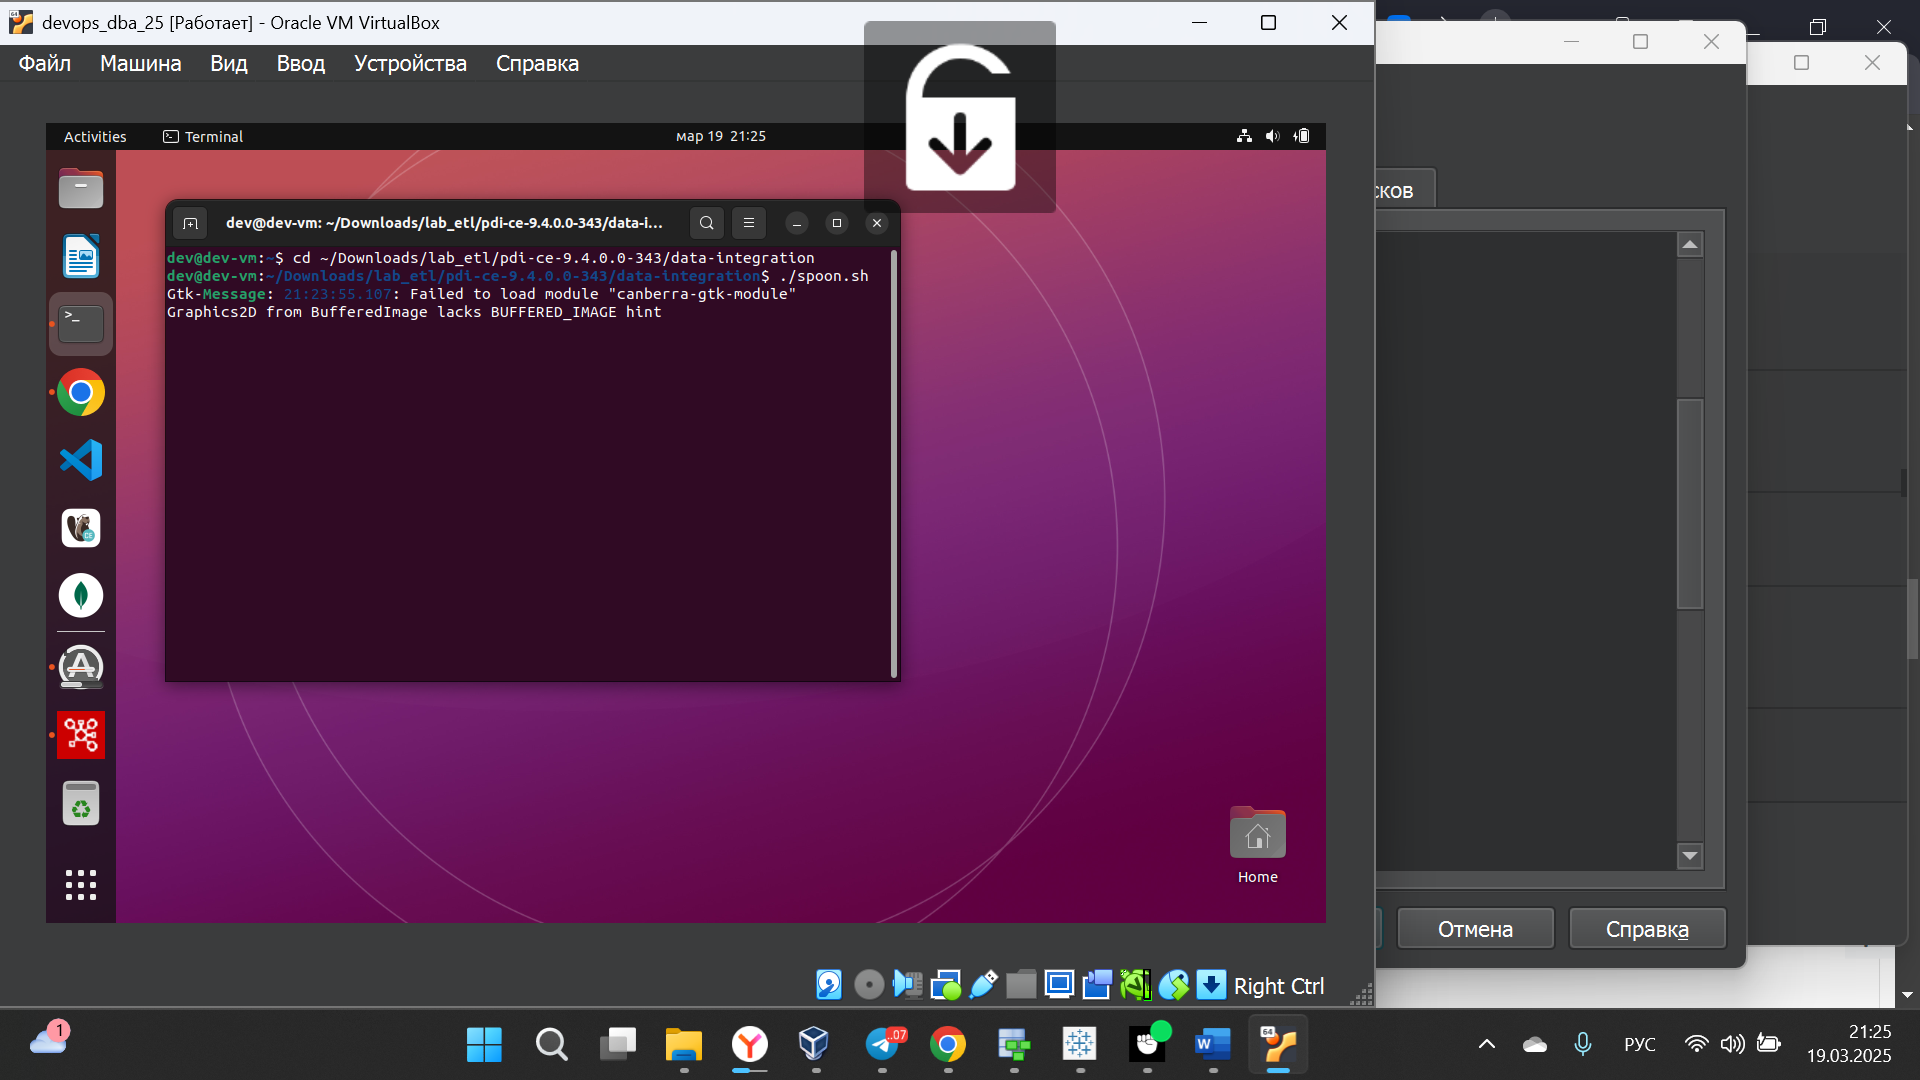 devops_dba_25 [Работает] - Oracle VM VirtualBox
Файл Машина Вид Ввод Устройства Справка
Activities Terminal мар 19 21:25
dev@dev-vm: ~/Downloads/lab_etl/pdi-ce-9.4.0.0-343/data-i...
dev@dev-vm:~$ cd ~/Downloads/lab_etl/pdi-ce-9.4.0.0-343/data-integration
dev@dev-vm:~/Downloads/lab_etl/pdi-ce-9.4.0.0-343/data-integration$ ./spoon.sh
Gtk-Message: 21:23:55.107: Failed to load module "canberra-gtk-module"
Graphics2D from BufferedImage lacks BUFFERED_IMAGE hint
Home
сков
Отмена Справка
Right Ctrl
1
..07
64
РУС
21:25
19.03.2025